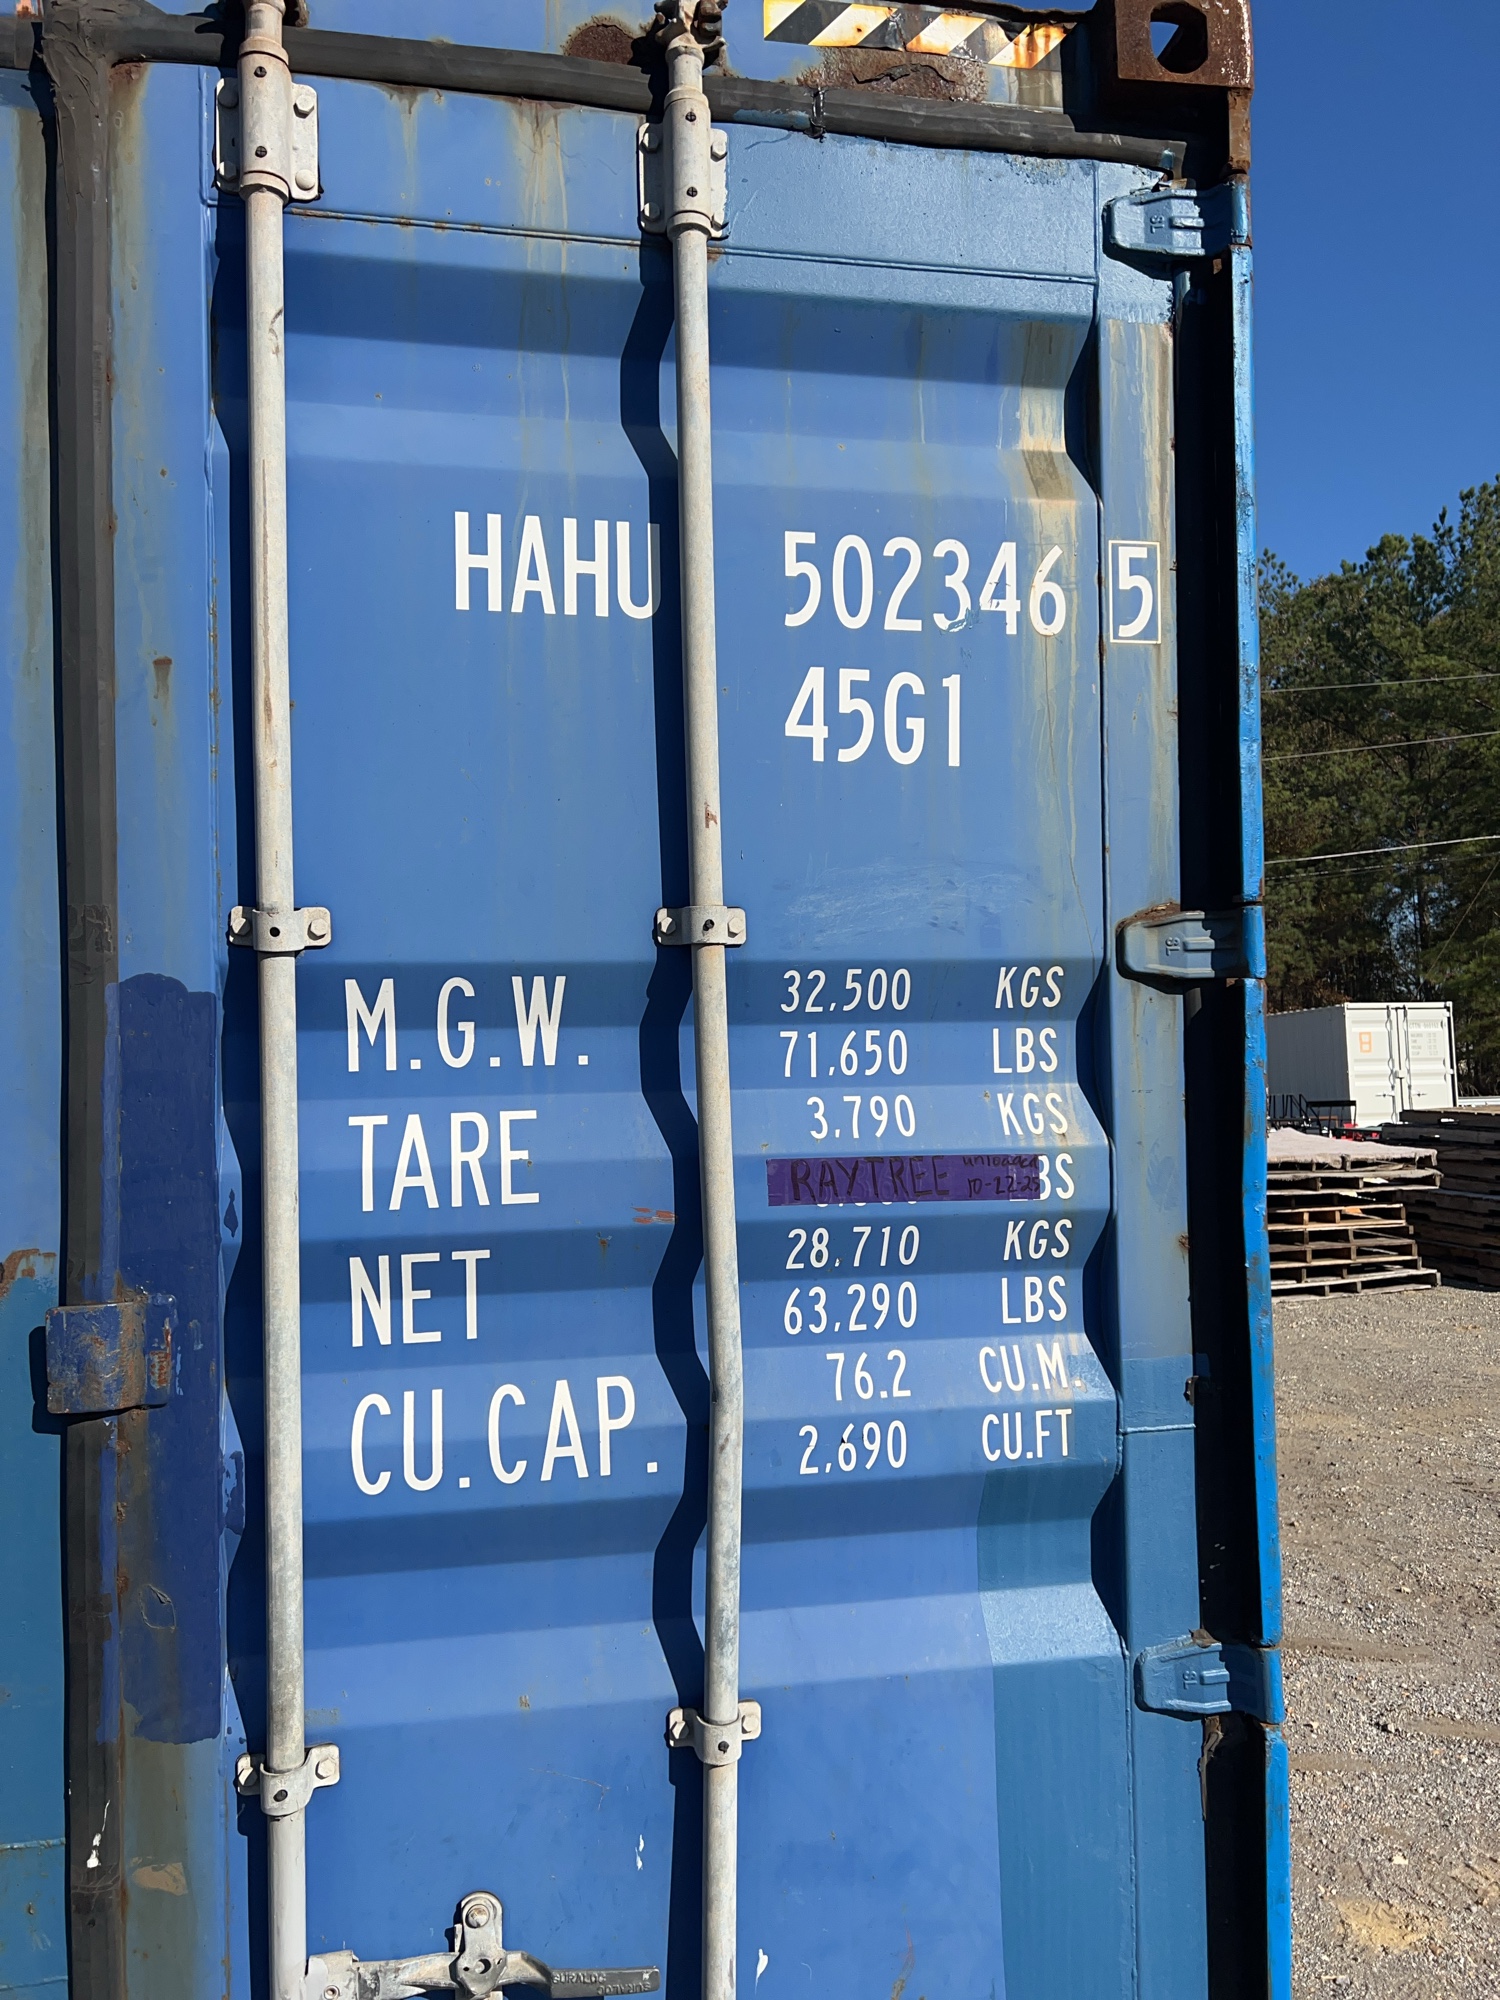 HAHU 502346 5
45G1
M.G.W. 32,500 KGS
71,650 LBS
TARE 3,790 KGS
RAYTREE unloaded
10-22-25
BS
NET 28,710 KGS
63,290 LBS
CU.CAP. 76.2 CU.M.
2,690 CU.FT